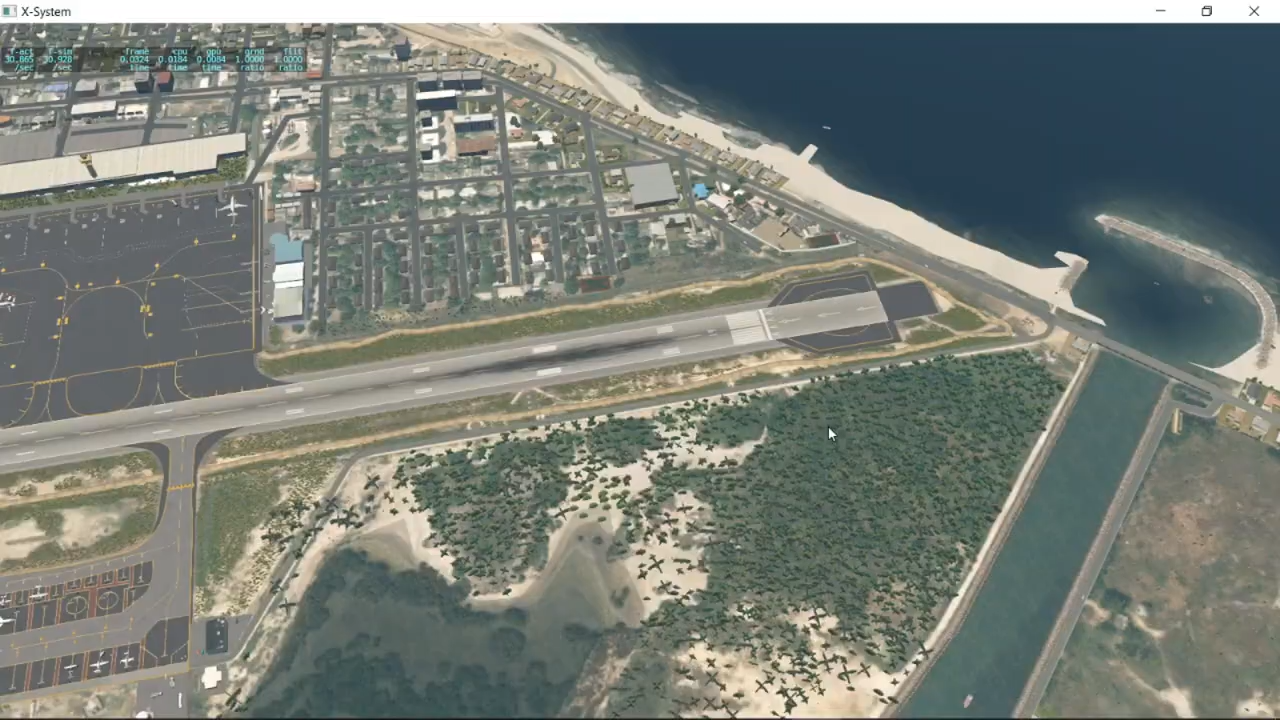 X-System
f-act f-sim frame cpu gpu grnd flit
30.865 30.928 0.0324 0.0184 0.0084 1.0000 1.0000
/sec /sec time time time ratio ratio